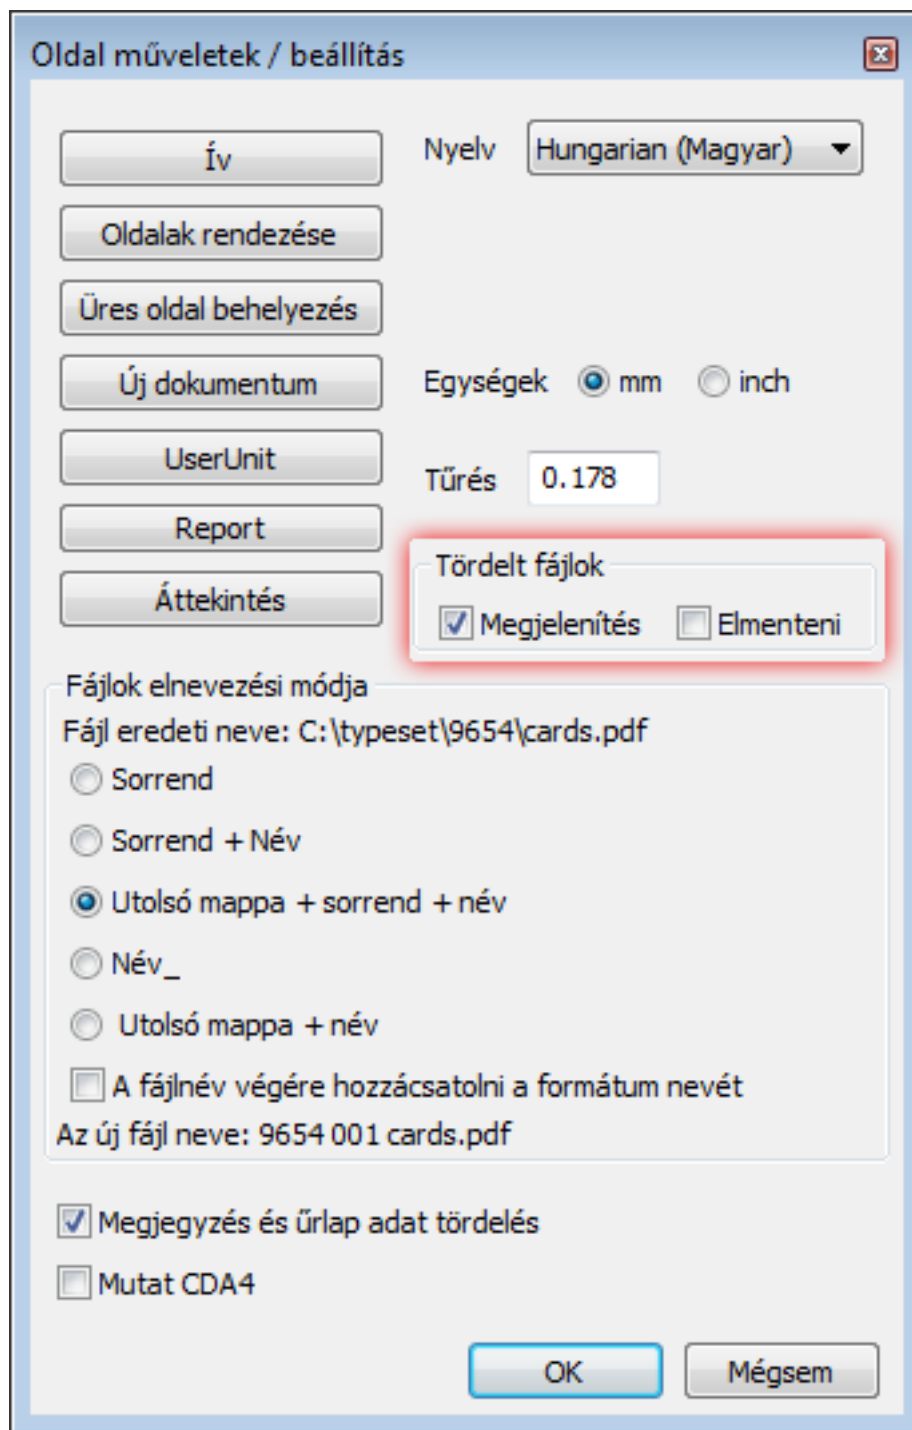 Oldal műveletek / beállítás
Ív
Nyelv Hungarian (Magyar)
Oldalak rendezése
Üres oldal behelyezés
Új dokumentum
Egységek mm inch
UserUnit
Tűrés 0.178
Report
Áttekintés
Tördelt fájlok
Megjelenítés Elmenteni
Fájlok elnevezési módja
Fájl eredeti neve: C:\typeset\9654\cards.pdf
Sorrend
Sorrend + Név
Utolsó mappa + sorrend + név
Név_
Utolsó mappa + név
A fájlnév végére hozzácsatolni a formátum nevét
Az új fájl neve: 9654 001 cards.pdf
Megjegyzés és űrlap adat tördelés
Mutat CDA4
OK Mégsem